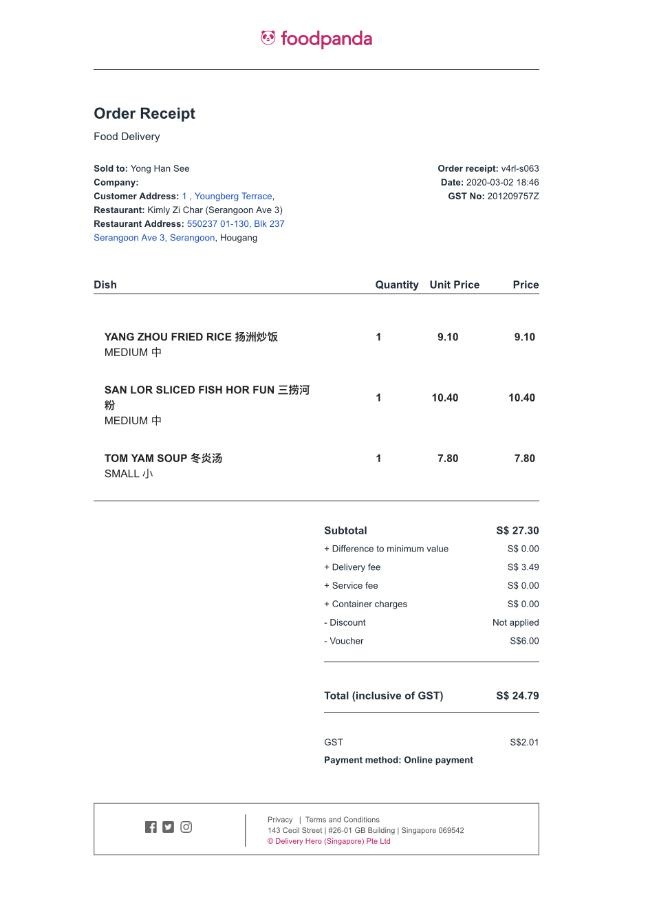 foodpanda
Order Receipt
Food Delivery
Sold to: Yong Han See
Company:
Customer Address: 1 , Youngberg Terrace,
Restaurant: Kimly Zi Char (Serangoon Ave 3)
Restaurant Address: 550237 01-130, Blk 237
Serangoon Ave 3, Serangoon, Hougang
Order receipt: v4rl-s063
Date: 2020-03-02 18:46
GST No: 201209757Z
Dish Quantity Unit Price Price
YANG ZHOU FRIED RICE 扬洲炒饭 1 9.10 9.10
MEDIUM 中
SAN LOR SLICED FISH HOR FUN 三捞河
粉 1 10.40 10.40
MEDIUM 中
TOM YAM SOUP 冬炎汤 1 7.80 7.80
SMALL 小
Subtotal S$ 27.30
+ Difference to minimum value S$ 0.00
+ Delivery fee S$ 3.49
+ Service fee S$ 0.00
+ Container charges S$ 0.00
- Discount Not applied
- Voucher S$6.00
Total (inclusive of GST) S$ 24.79
GST S$2.01
Payment method: Online payment
Privacy | Terms and Conditions
143 Cecil Street | #26-01 GB Building | Singapore 069542
© Delivery Hero (Singapore) Pte Ltd